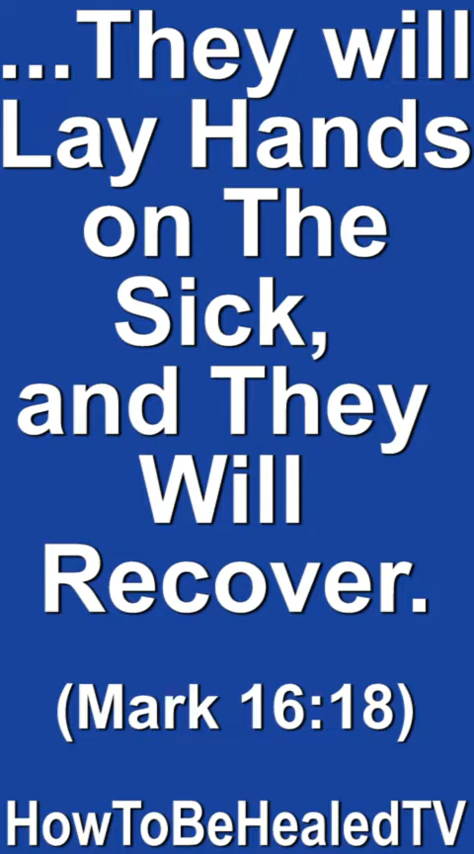 ...They will
Lay Hands
on The
Sick,
and They
Will
Recover.
(Mark 16:18)
HowToBeHealedTV